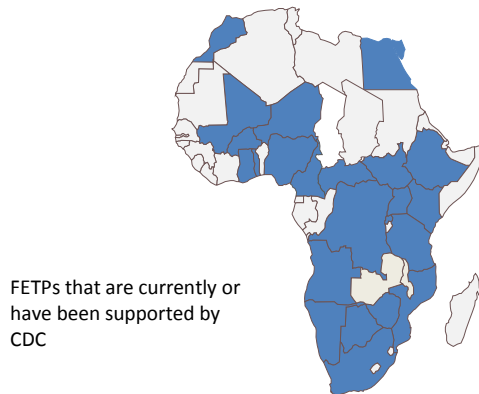 FETPs that are currently or
have been supported by
CDC